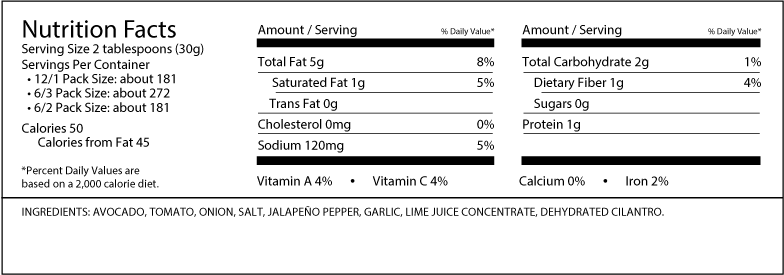 Nutrition Facts
Serving Size 2 tablespoons (30g)
Servings Per Container
• 12/1 Pack Size: about 181
• 6/3 Pack Size: about 272
• 6/2 Pack Size: about 181
Calories 50
Calories from Fat 45
*Percent Daily Values are
based on a 2,000 calorie diet.
Amount / Serving % Daily Value*
Total Fat 5g 8%
Saturated Fat 1g 5%
Trans Fat 0g
Cholesterol 0mg 0%
Sodium 120mg 5%
Vitamin A 4% • Vitamin C 4%
Amount / Serving % Daily Value*
Total Carbohydrate 2g 1%
Dietary Fiber 1g 4%
Sugars 0g
Protein 1g
Calcium 0% • Iron 2%
INGREDIENTS: AVOCADO, TOMATO, ONION, SALT, JALAPEÑO PEPPER, GARLIC, LIME JUICE CONCENTRATE, DEHYDRATED CILANTRO.